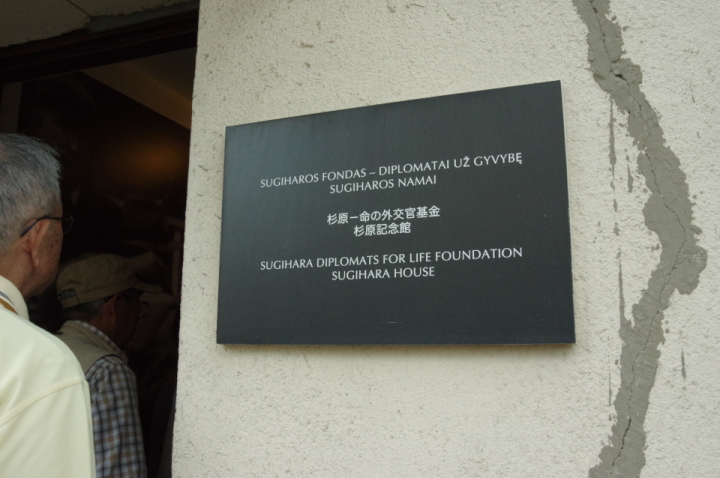 SUGIHAROS FONDAS – DIPLOMATAI UŽ GYVYBĘ
SUGIHAROS NAMAI
杉原－命の外交官基金
杉原記念館
SUGIHARA DIPLOMATS FOR LIFE FOUNDATION
SUGIHARA HOUSE